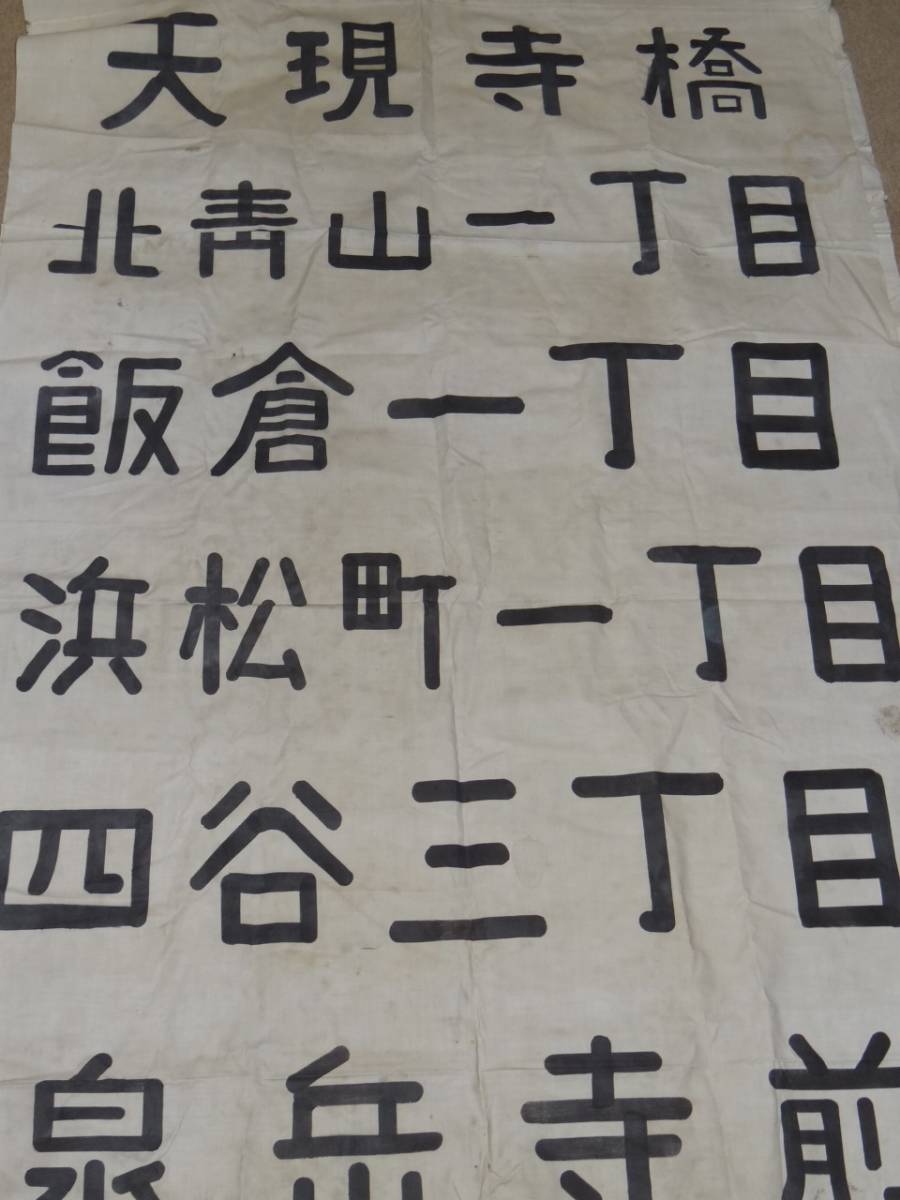 天現寺橋
北青山一丁目
飯倉一丁目
浜松町一丁目
四谷三丁目
泉岳寺前